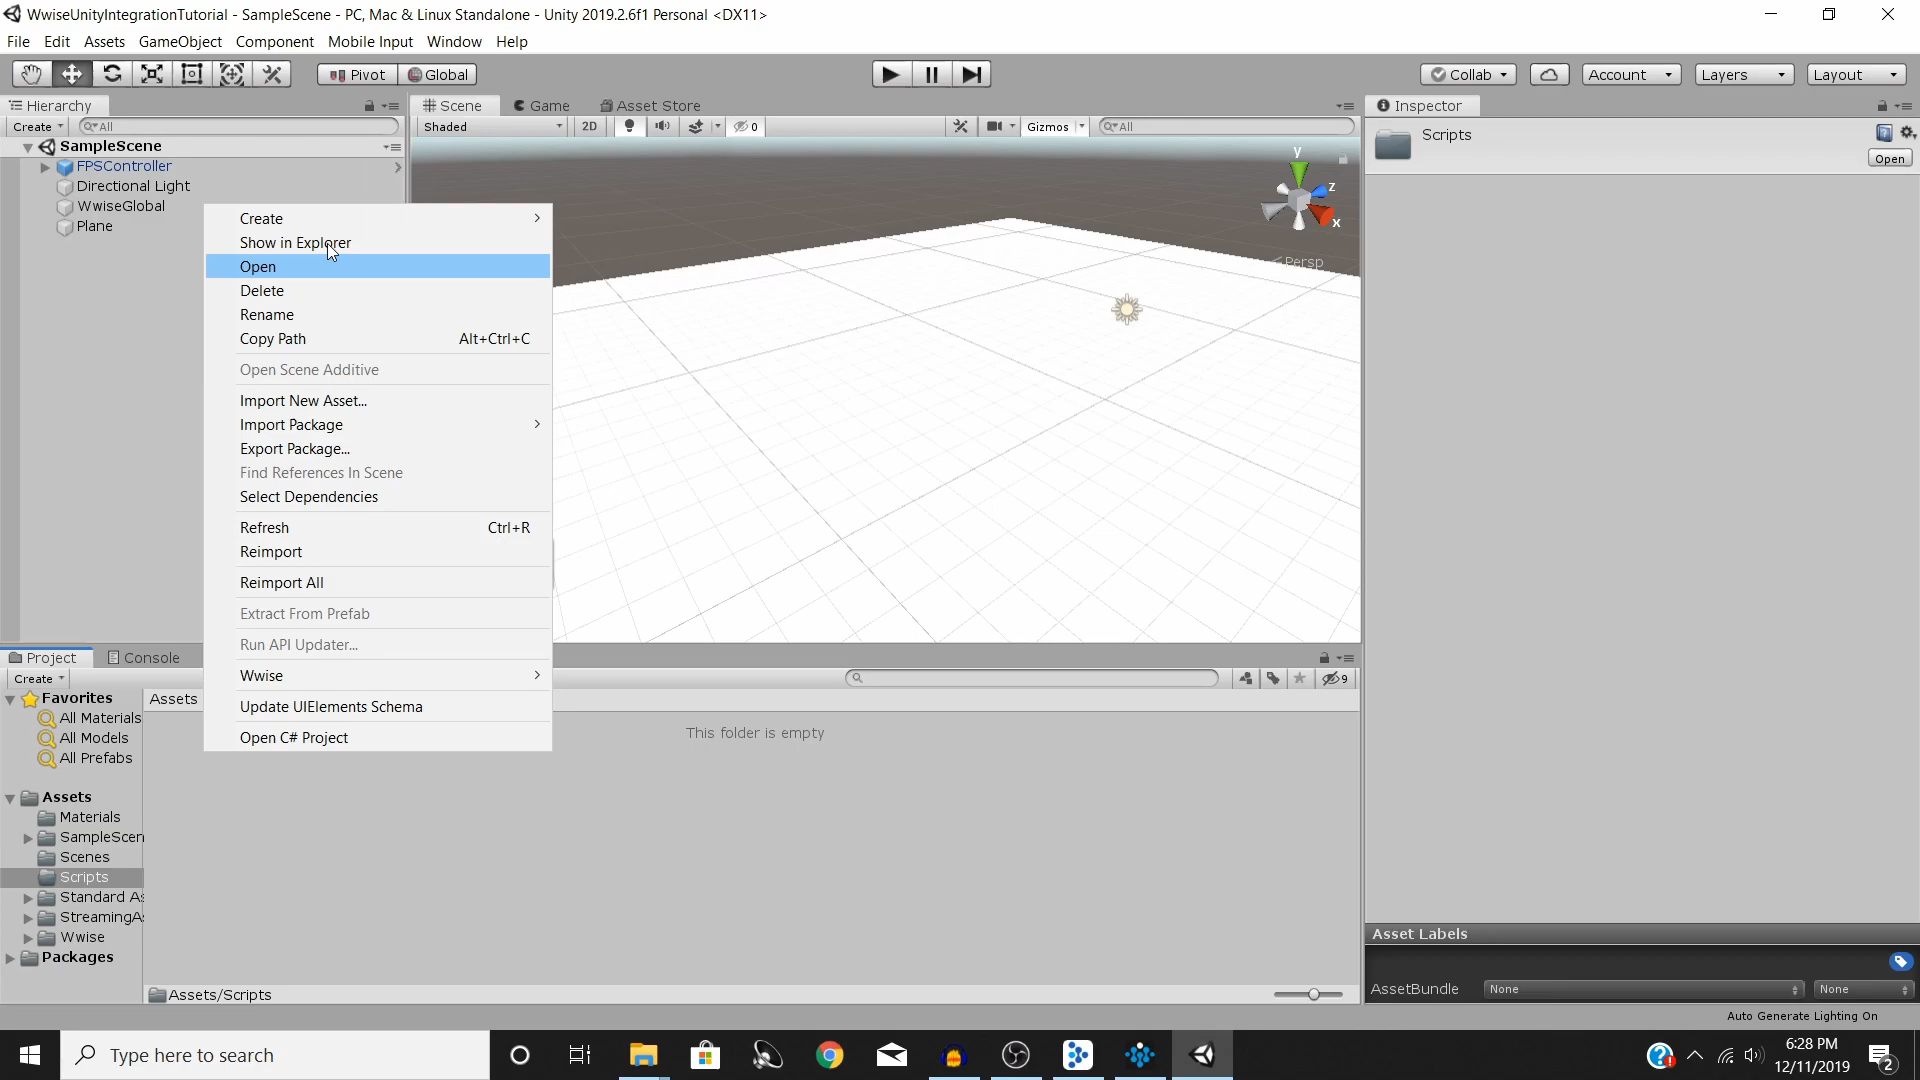 WwiseUnityIntegrationTutorial - SampleScene - PC, Mac & Linux Standalone - Unity 2019.2.6f1 Personal <DX11>
File Edit Assets GameObject Component Mobile Input Window Help
Pivot Global Collab Account Layers Layout
Hierarchy Scene Game Asset Store Inspector
Create All Shaded 2D 0 Gizmos All
Scripts
Open
SampleScene
FPSController
Directional Light
WwiseGlobal
Plane
y
z
x
Persp
Create
Show in Explorer
Open
Delete
Rename
Copy Path Alt+Ctrl+C
Open Scene Additive
Import New Asset...
Import Package
Export Package...
Find References In Scene
Select Dependencies
Refresh Ctrl+R
Reimport
Reimport All
Extract From Prefab
Run API Updater...
Wwise
Update UIElements Schema
Open C# Project
Project Console
Create 9
Favorites
All Materials
All Models
All Prefabs
Assets
Materials
SampleScen
Scenes
Scripts
Standard As
StreamingAs
Wwise
Packages
Assets
This folder is empty
Assets/Scripts
Asset Labels
AssetBundle None None
Auto Generate Lighting On
Type here to search
6:28 PM
12/11/2019
2